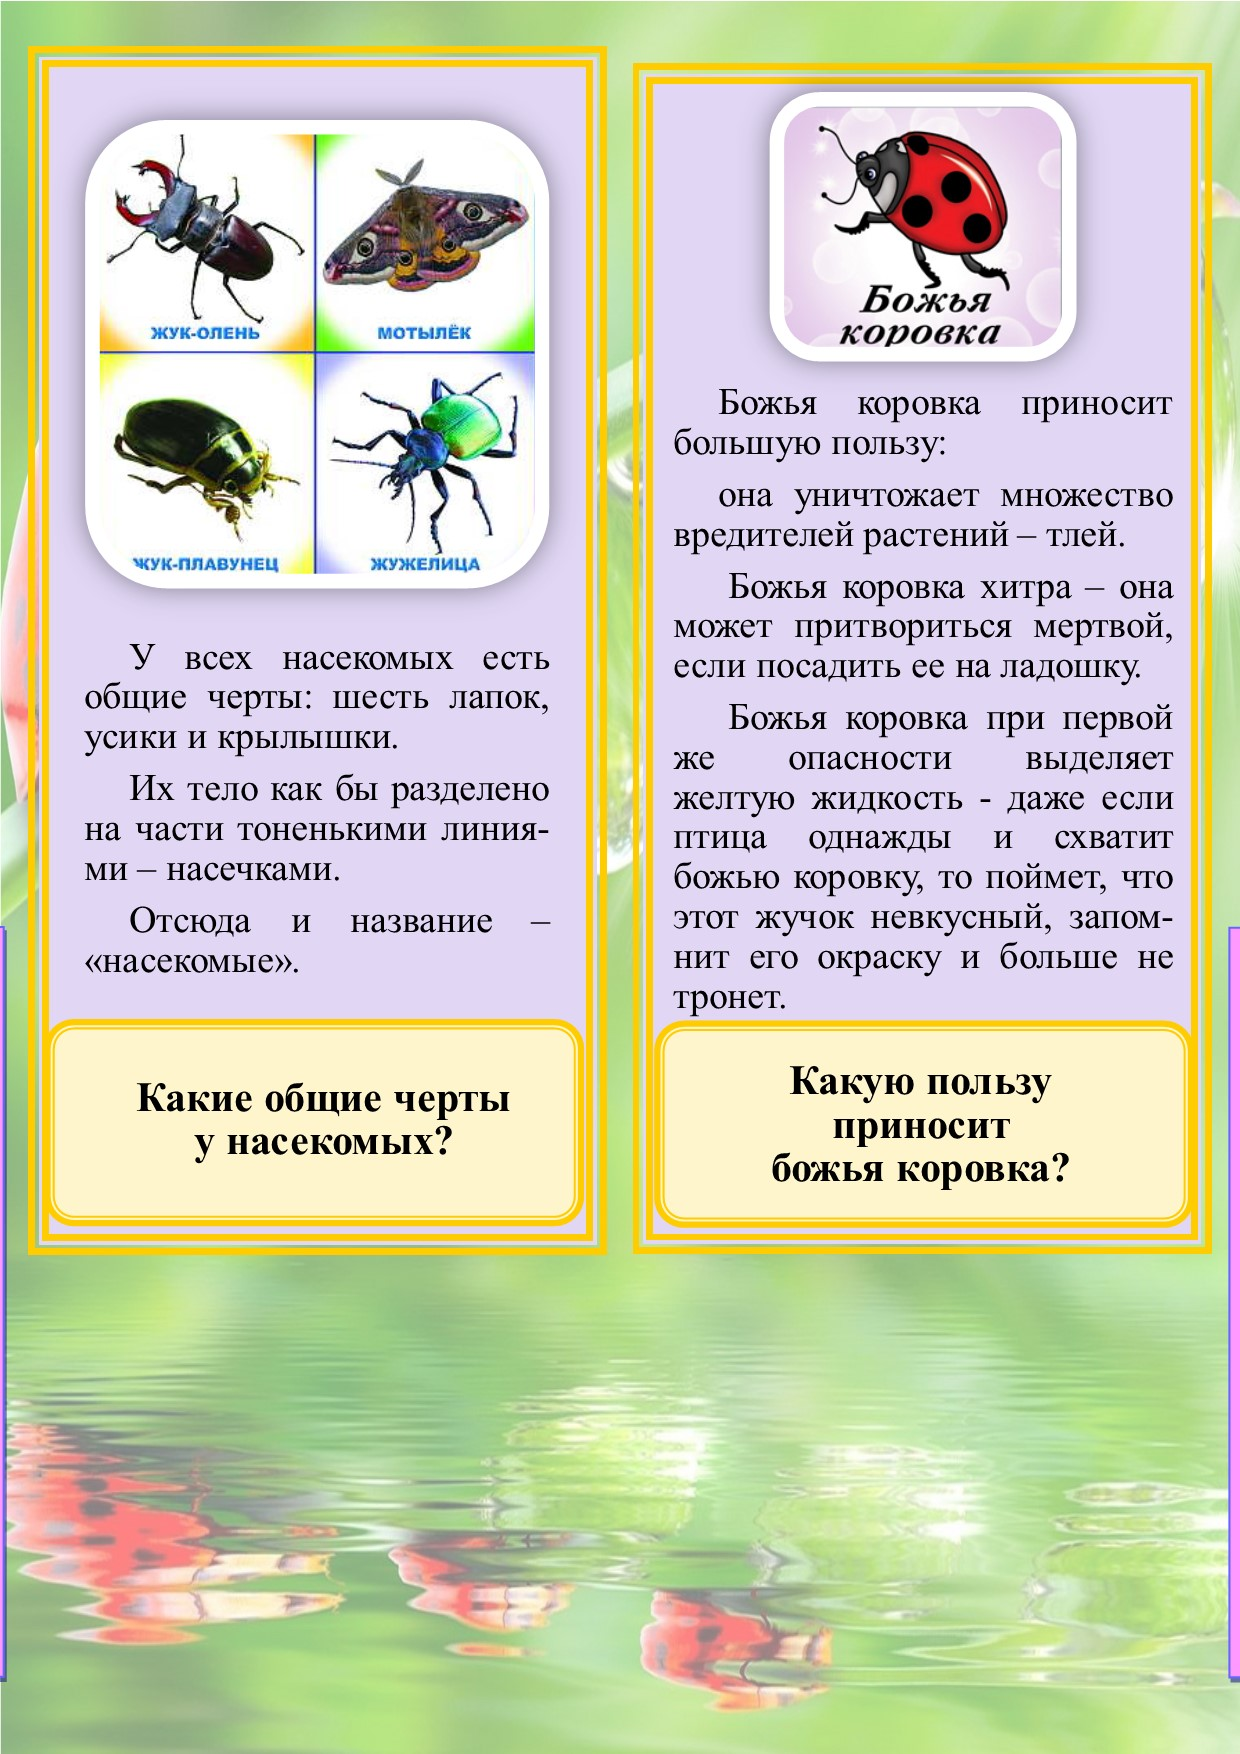 ЖУК-ОЛЕНЬ
МОТЫЛЁК
ЖУК-ПЛАВУНЕЦ
ЖУЖЕЛИЦА
У всех насекомых есть
общие черты: шесть лапок,
усики и крылышки.
Их тело как бы разделено
на части тоненькими линия-
ми – насечками.
Отсюда и название –
«насекомые».
Какие общие черты
у насекомых?
Божья
коровка
Божья коровка приносит
большую пользу:
она уничтожает множество
вредителей растений – тлей.
Божья коровка хитра – она
может притвориться мертвой,
если посадить ее на ладошку.
Божья коровка при первой
же опасности выделяет
желтую жидкость - даже если
птица однажды и схватит
божью коровку, то поймет, что
этот жучок невкусный, запом-
нит его окраску и больше не
тронет.
Какую пользу
приносит
божья коровка?